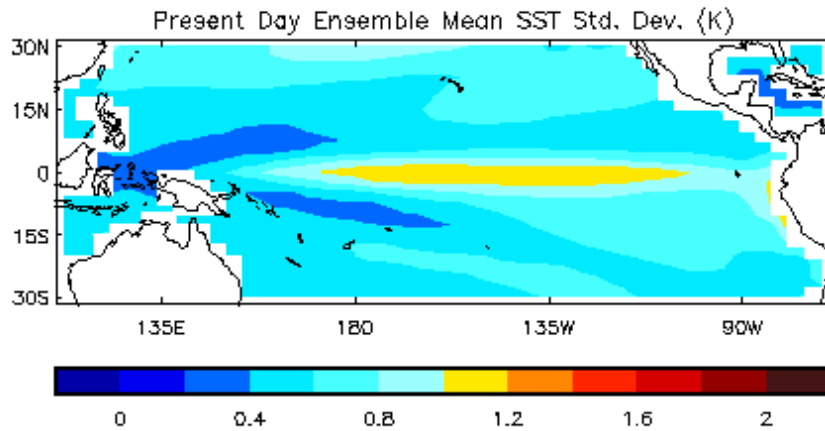 Present Day Ensemble Mean SST Std. Dev. (K)
30N
15N
0
15S
30S
135E 180 135W 90W
0 0.4 0.8 1.2 1.6 2